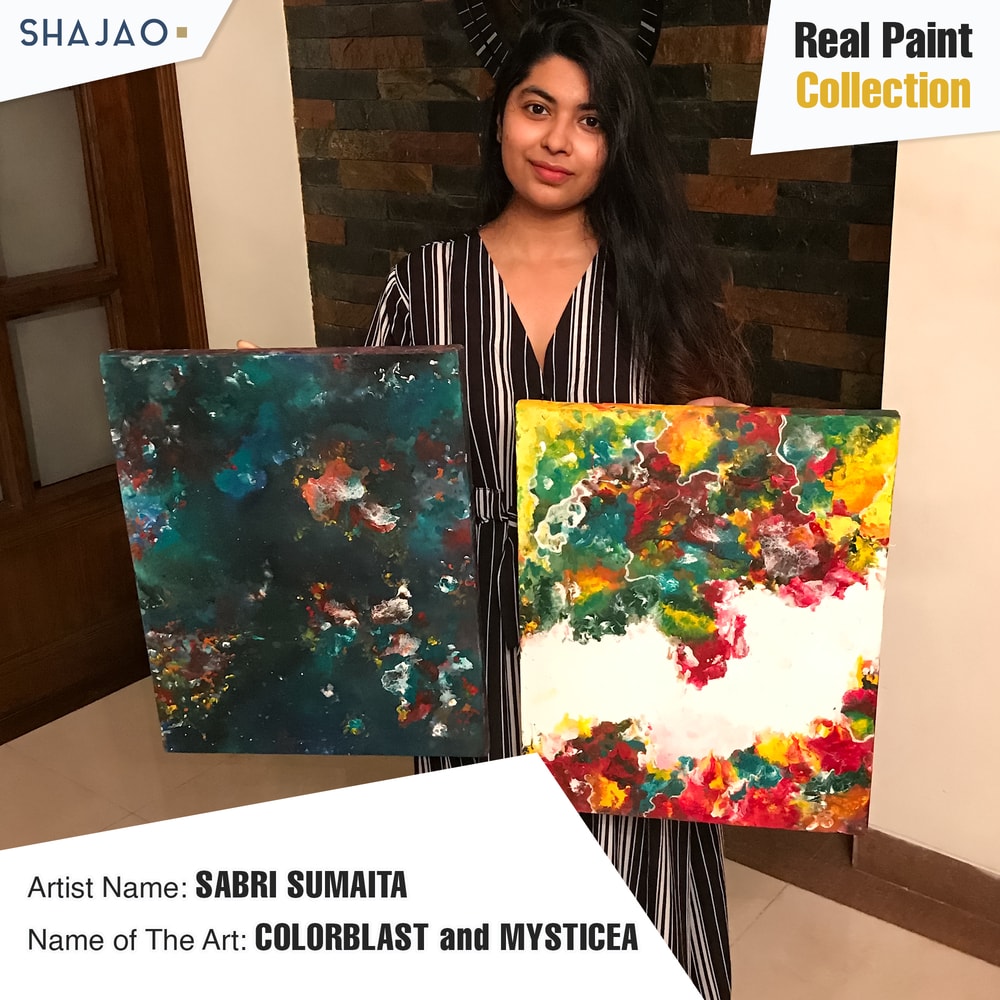 SHAJAO
Real Paint
Collection
Artist Name: SABRI SUMAITA
Name of The Art: COLORBLAST and MYSTICEA